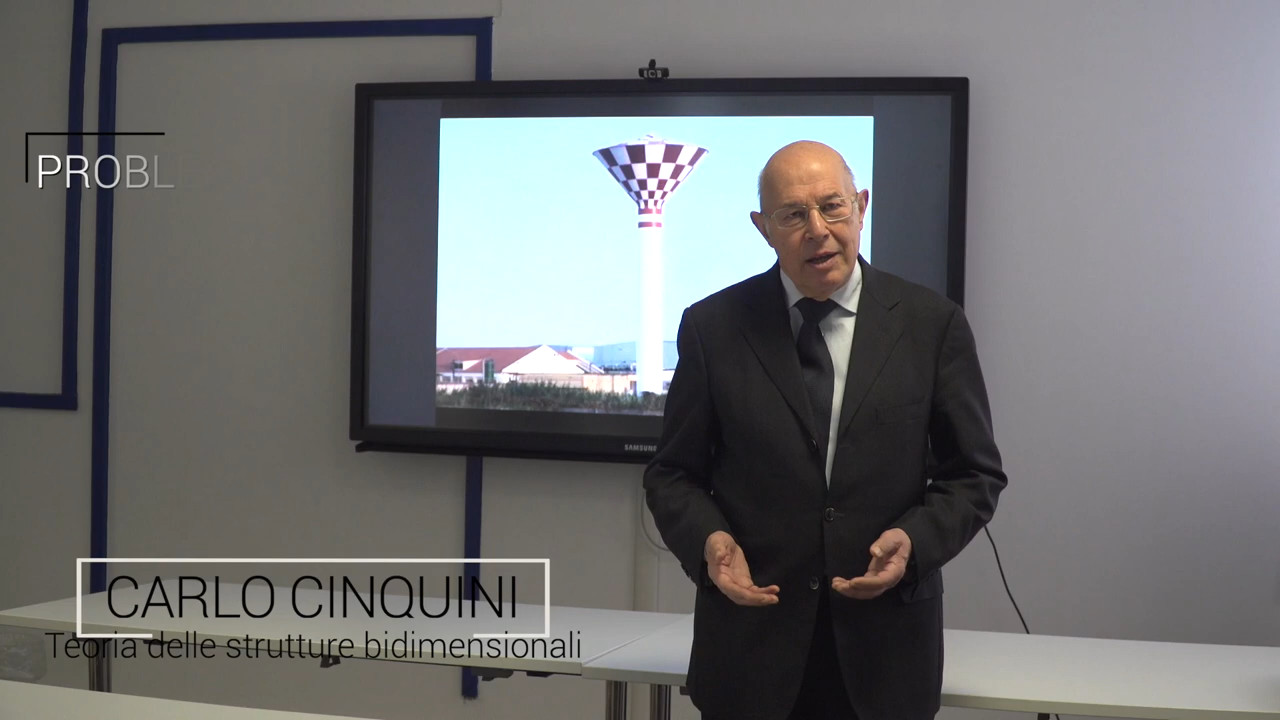 PROBL
SAMSUNG
CARLO CINQUINI
Teoria delle strutture bidimensionali